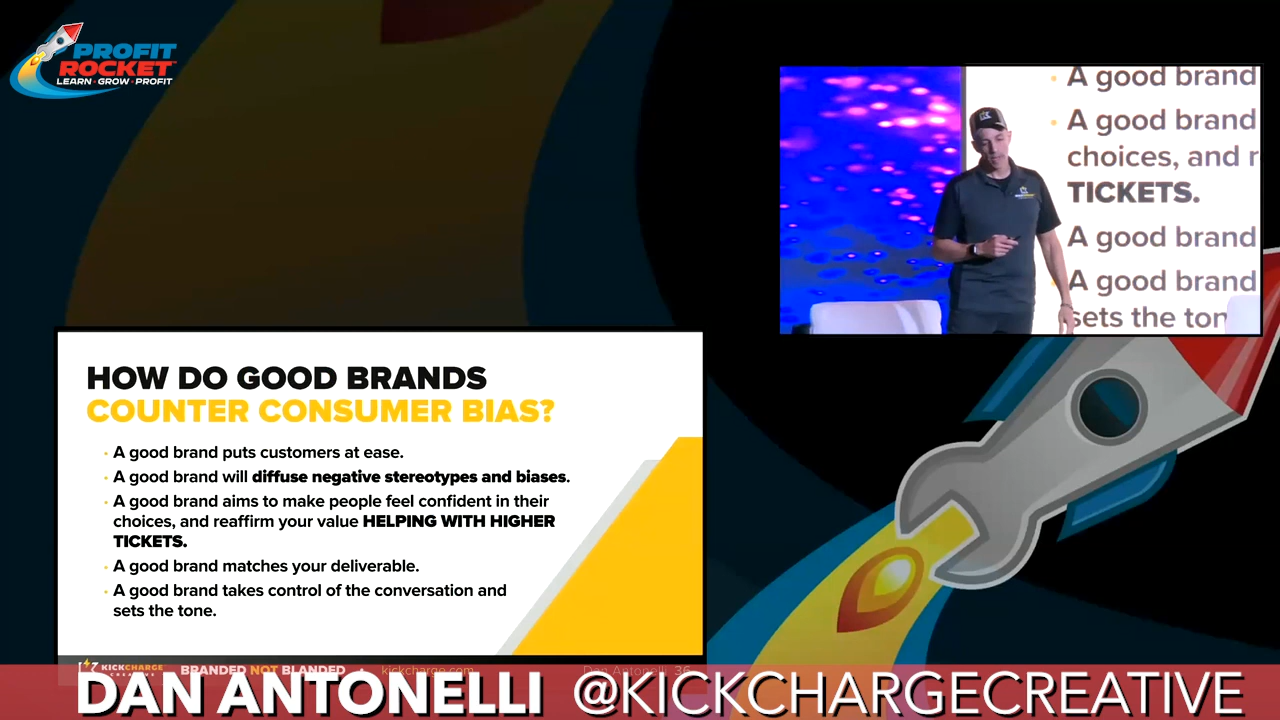 PROFIT
ROCKET
LEARN · GROW · PROFIT
A good brand
A good brand
choices, and r
TICKETS.
A good brand
A good brand
sets the ton
HOW DO GOOD BRANDS
COUNTER CONSUMER BIAS?
· A good brand puts customers at ease.
· A good brand will diffuse negative stereotypes and biases.
· A good brand aims to make people feel confident in their
choices, and reaffirm your value HELPING WITH HIGHER
TICKETS.
· A good brand matches your deliverable.
· A good brand takes control of the conversation and
sets the tone.
KICKCHARGE
CREATIVE
BRANDED NOT BLANDED • kickcharge.com
Dan Antonelli 36
DAN ANTONELLI @KICKCHARGECREATIVE